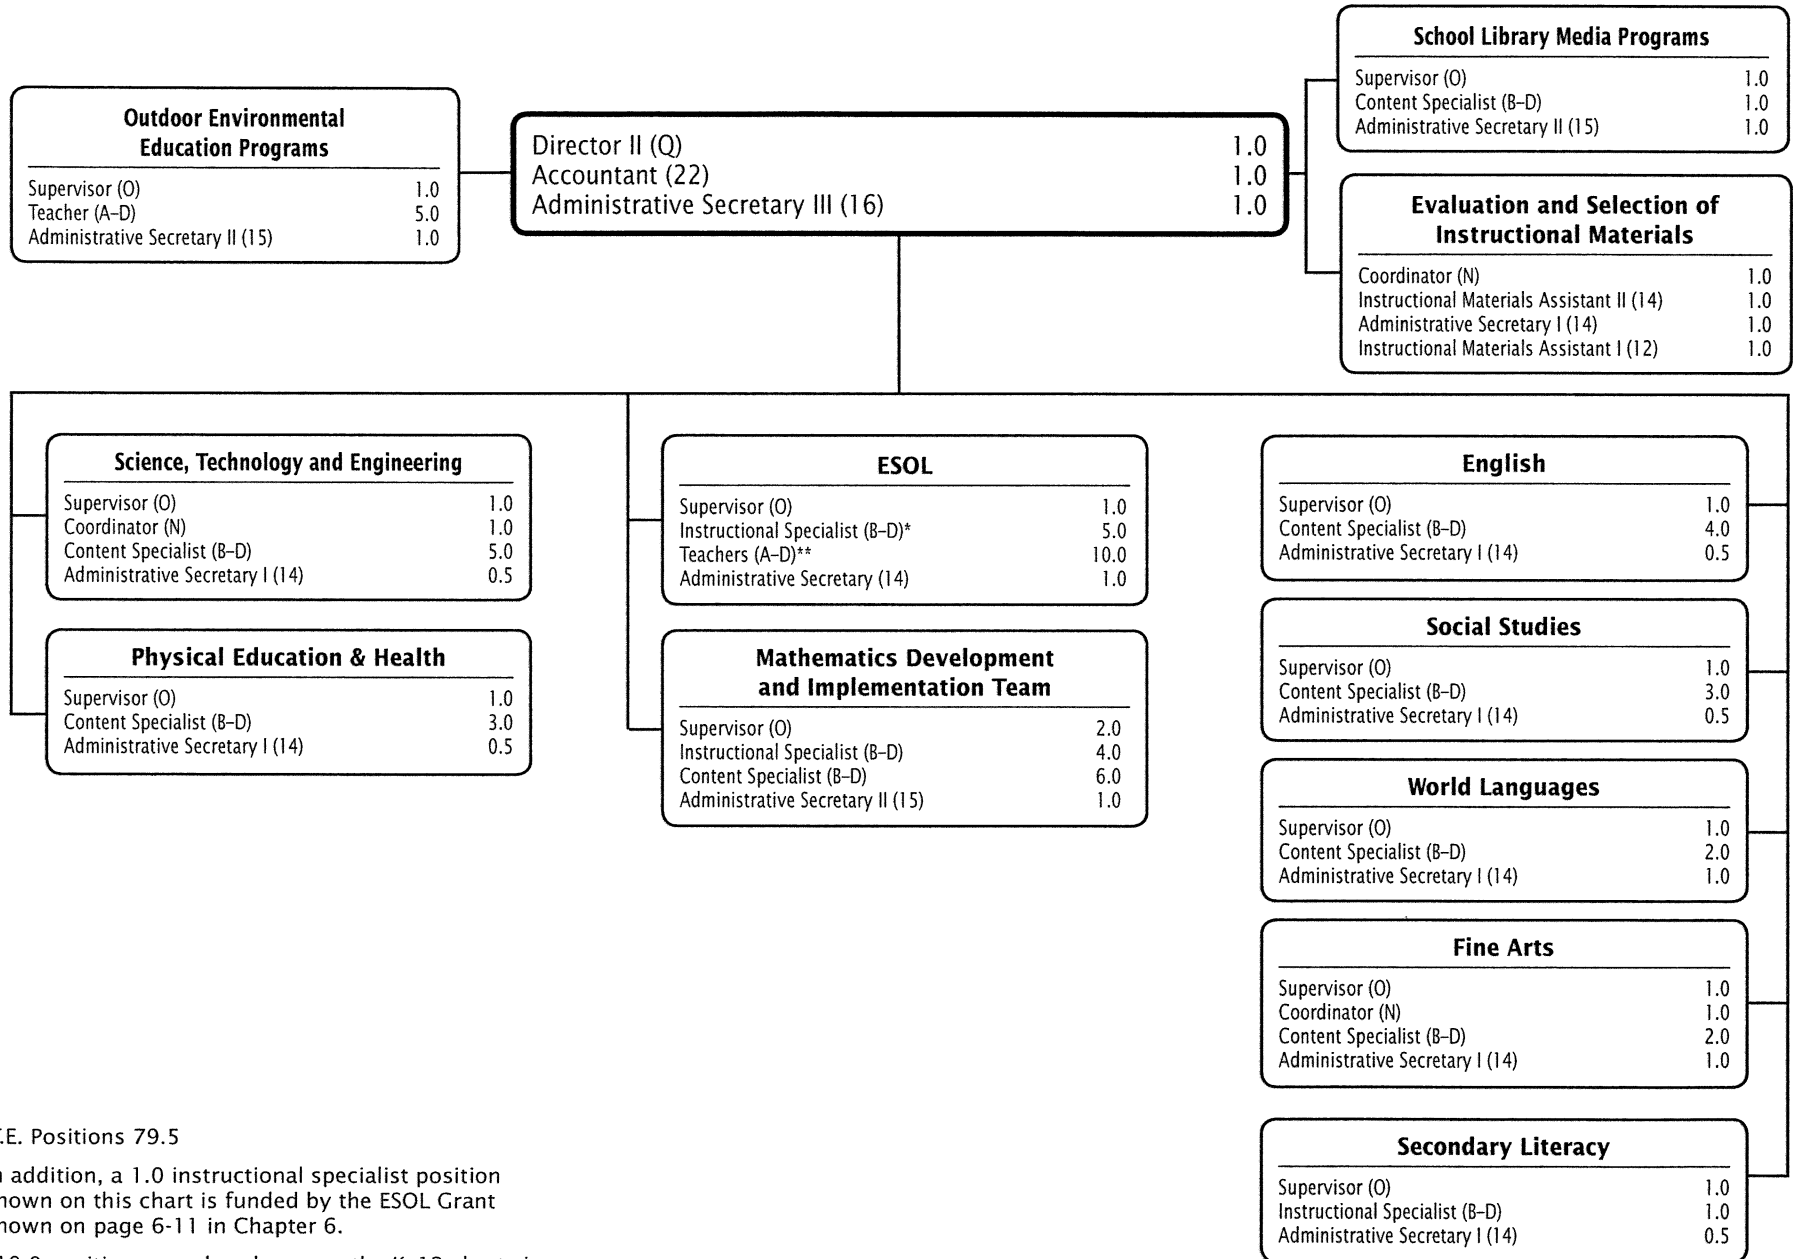 School Library Media Programs
Supervisor (O) 1.0
Content Specialist (B–D) 1.0
Administrative Secretary II (15) 1.0
Outdoor Environmental
Education Programs
Supervisor (O) 1.0
Teacher (A–D) 5.0
Administrative Secretary II (15) 1.0
Director II (Q) 1.0
Accountant (22) 1.0
Administrative Secretary III (16) 1.0
Evaluation and Selection of
Instructional Materials
Coordinator (N) 1.0
Instructional Materials Assistant II (14) 1.0
Administrative Secretary I (14) 1.0
Instructional Materials Assistant I (12) 1.0
Science, Technology and Engineering
Supervisor (O) 1.0
Coordinator (N) 1.0
Content Specialist (B–D) 5.0
Administrative Secretary I (14) 0.5
Physical Education & Health
Supervisor (O) 1.0
Content Specialist (B–D) 3.0
Administrative Secretary I (14) 0.5
ESOL
Supervisor (O) 1.0
Instructional Specialist (B–D)* 5.0
Teachers (A–D)** 10.0
Administrative Secretary (14) 1.0
Mathematics Development
and Implementation Team
Supervisor (O) 2.0
Instructional Specialist (B–D) 4.0
Content Specialist (B–D) 6.0
Administrative Secretary II (15) 1.0
English
Supervisor (O) 1.0
Content Specialist (B–D) 4.0
Administrative Secretary I (14) 0.5
Social Studies
Supervisor (O) 1.0
Content Specialist (B–D) 3.0
Administrative Secretary I (14) 0.5
World Languages
Supervisor (O) 1.0
Content Specialist (B–D) 2.0
Administrative Secretary I (14) 1.0
Fine Arts
Supervisor (O) 1.0
Coordinator (N) 1.0
Content Specialist (B–D) 2.0
Administrative Secretary I (14) 1.0
Secondary Literacy
Supervisor (O) 1.0
Instructional Specialist (B–D) 1.0
Administrative Secretary I (14) 0.5
.E. Positions 79.5
addition, a 1.0 instructional specialist position
on this chart is funded by the ESOL Grant
on page 6-11 in Chapter 6.